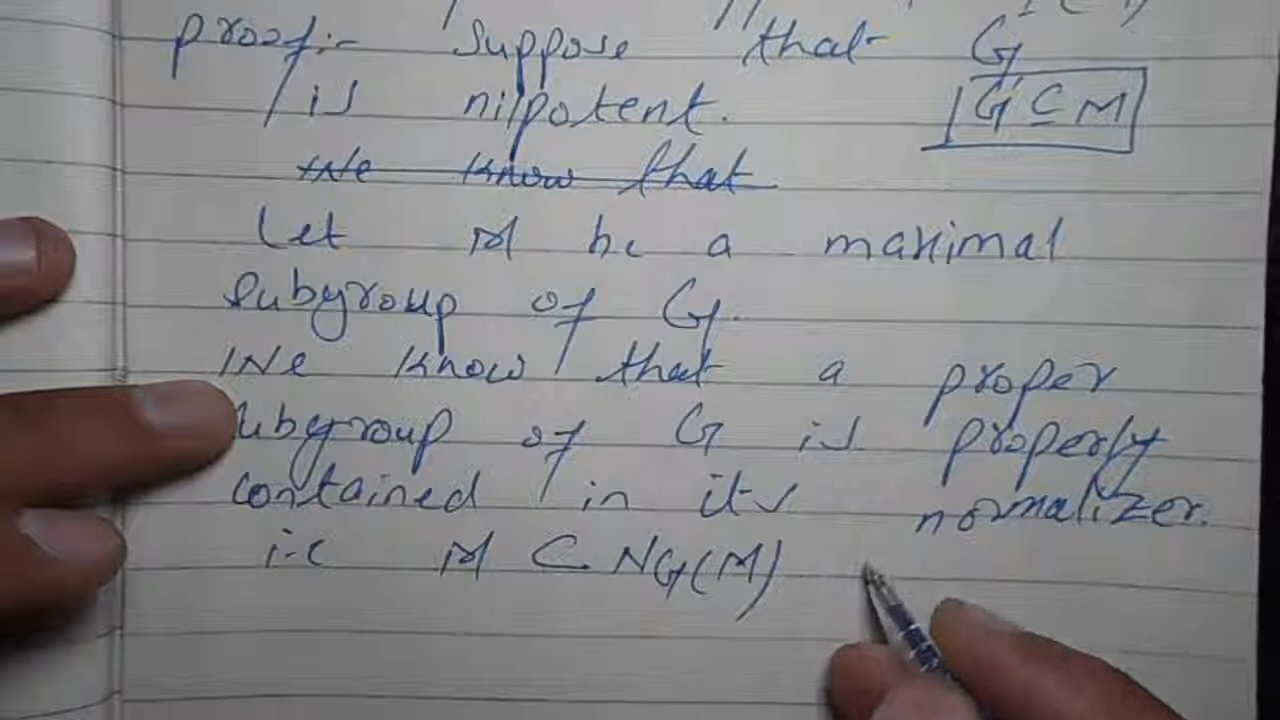 proof:- Suppose that G
is nilpotent. G' ⊆ M
We know that
Let M be a maximal
Subgroup of G.
We know that a proper
subgroup of G is properly
contained in its normalizer.
i.e M ⊂ NG(M)